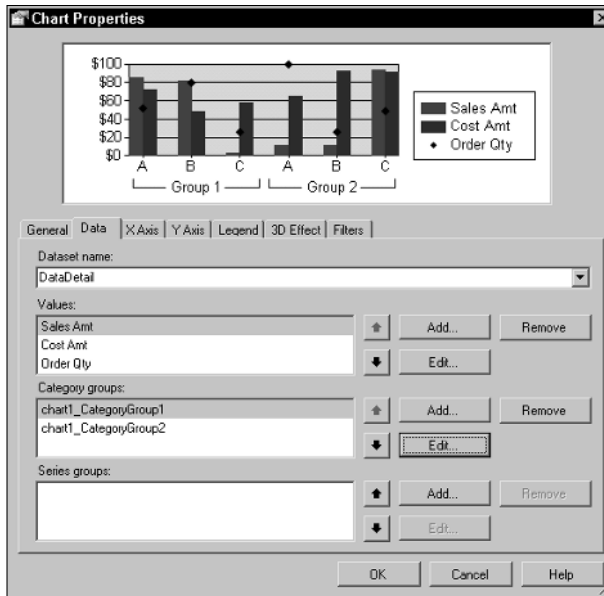 Chart Properties
$100
$80
$60
$40
$20
$0
A B C A B C
Group 1 Group 2
Sales Amt
Cost Amt
Order Qty
General Data X Axis Y Axis Legend 3D Effect Filters
Dataset name:
DataDetail
Values:
Sales Amt
Cost Amt
Order Qty
Add... Remove
Edit...
Category groups:
chart1_CategoryGroup1
chart1_CategoryGroup2
Add... Remove
Edit...
Series groups:
Add... Remove
Edit...
OK Cancel Help